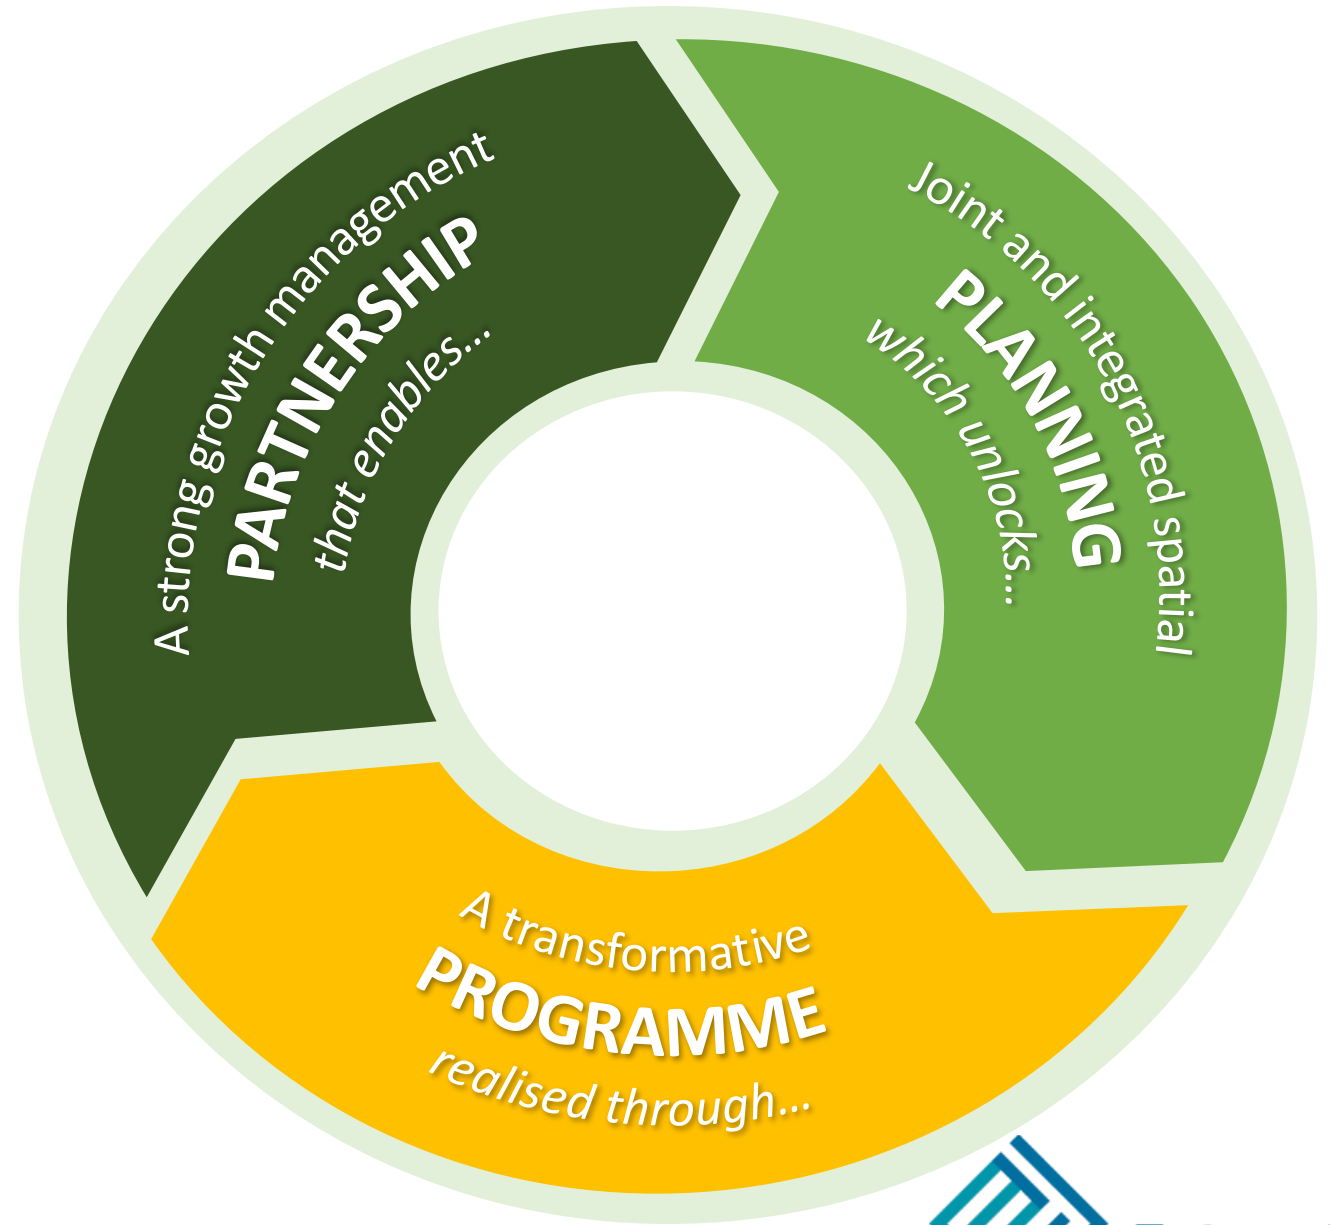 A strong growth management
PARTNERSHIP
that enables...
Joint and integrated spatial
PLANNING
which unlocks...
A transformative
PROGRAMME
realised through...